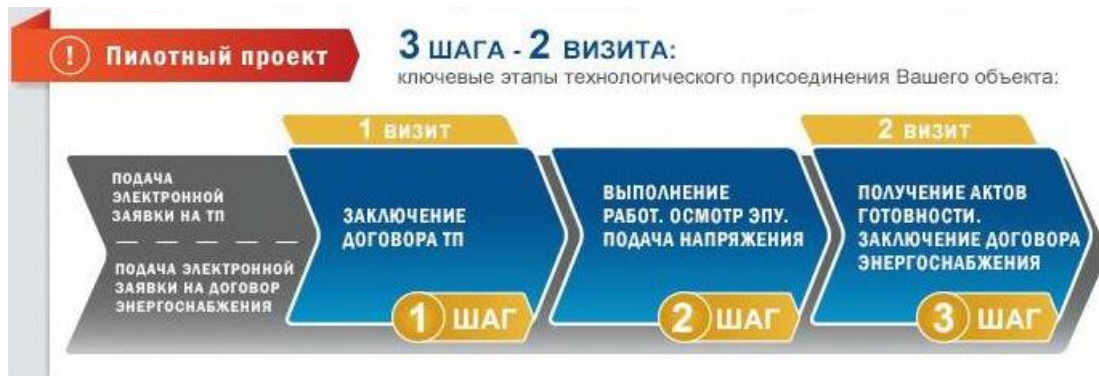 ! Пилотный проект
3 ШАГА - 2 ВИЗИТА:
ключевые этапы технологического присоединения Вашего объекта:
ПОДАЧА
ЭЛЕКТРОННОЙ
ЗАЯВКИ НА ТП
ПОДАЧА ЭЛЕКТРОННОЙ
ЗАЯВКИ НА ДОГОВОР
ЭНЕРГОСНАБЖЕНИЯ
1 ВИЗИТ
ЗАКЛЮЧЕНИЕ
ДОГОВОРА ТП
1 ШАГ
ВЫПОЛНЕНИЕ
РАБОТ. ОСМОТР ЭПУ.
ПОДАЧА НАПРЯЖЕНИЯ
2 ШАГ
2 ВИЗИТ
ПОЛУЧЕНИЕ АКТОВ
ГОТОВНОСТИ.
ЗАКЛЮЧЕНИЕ ДОГОВОРА
ЭНЕРГОСНАБЖЕНИЯ
3 ШАГ